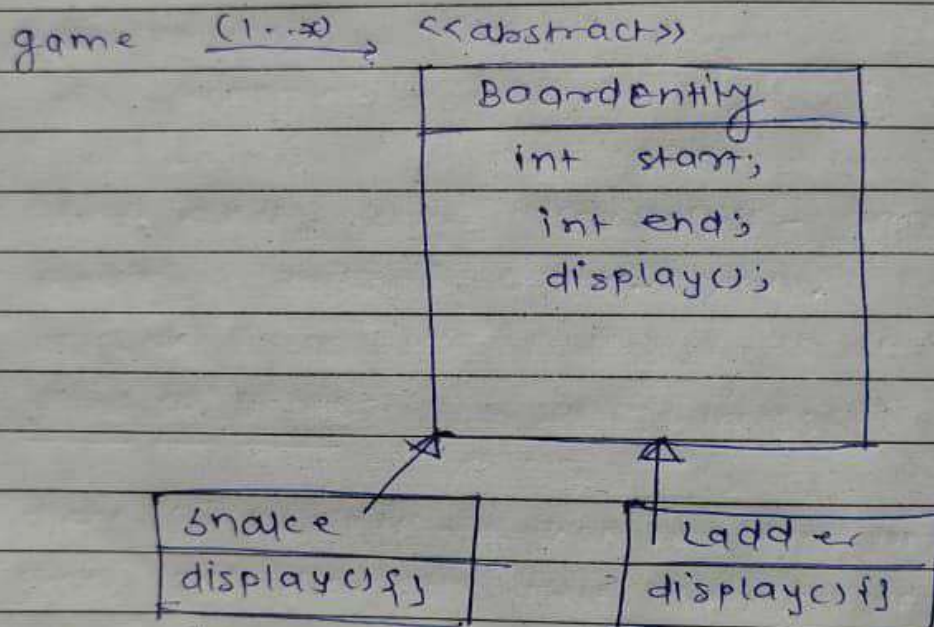 game (1..*) <<abstract>>
BoardEntity
int start;
int end;
display();
Snake
Ladder
display(){}
display(){}